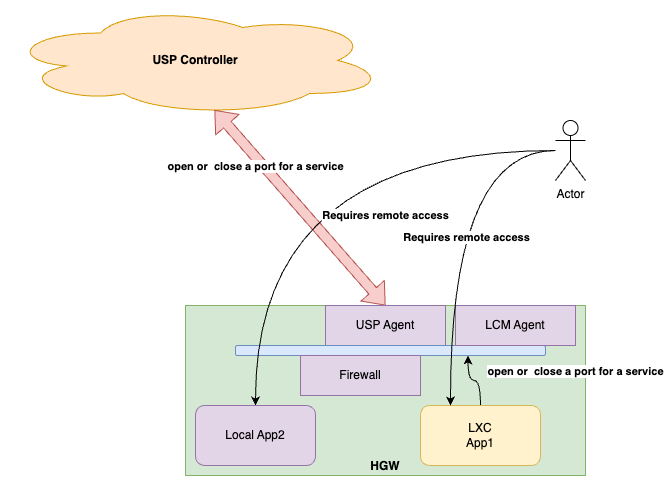 USP Controller
open or close a port for a service
Actor
Requires remote access
Requires remote access
USP Agent
LCM Agent
Firewall
open or close a port for a service
Local App2
LXC
App1
HGW